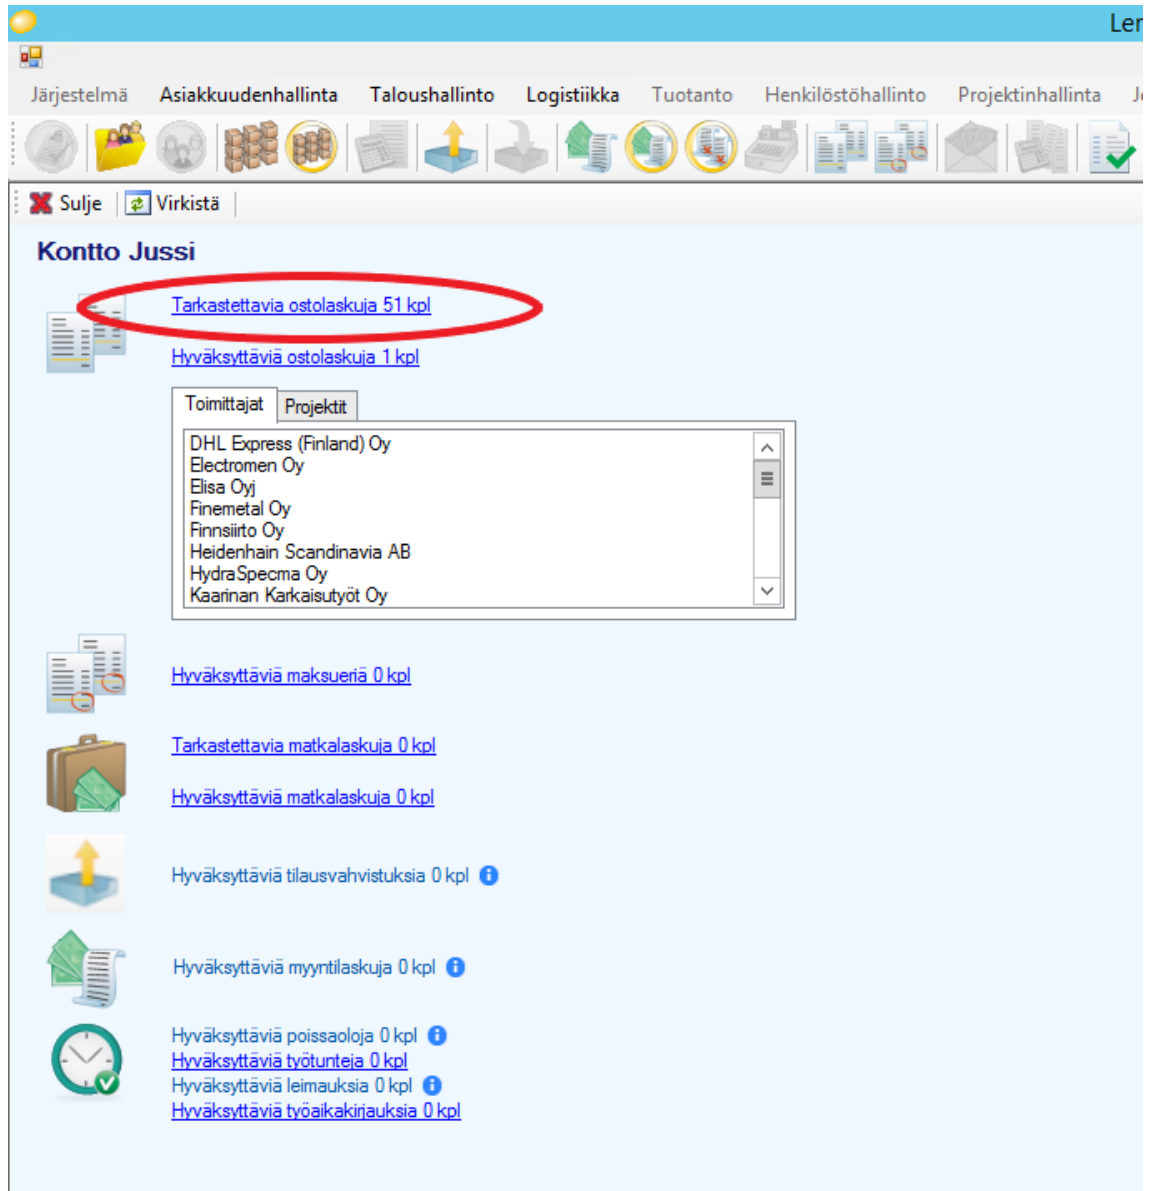 Järjestelmä Asiakkuudenhallinta Taloushallinto Logistiikka Tuotanto Henkilöstöhallinto Projektinhallinta
Sulje Virkistä
Kontto Jussi
Tarkastettavia ostolaskuja 51 kpl
Hyväksyttäviä ostolaskuja 1 kpl
Toimittajat Projektit
DHL Express (Finland) Oy
Electromen Oy
Elisa Oyj
Finemetal Oy
Finnsiirto Oy
Heidenhain Scandinavia AB
HydraSpecma Oy
Kaarinan Karkaisutyöt Oy
Hyväksyttäviä maksueriä 0 kpl
Tarkastettavia matkalaskuja 0 kpl
Hyväksyttäviä matkalaskuja 0 kpl
Hyväksyttäviä tilausvahvistuksia 0 kpl
Hyväksyttäviä myyntilaskuja 0 kpl
Hyväksyttäviä poissaoloja 0 kpl
Hyväksyttäviä työtunteja 0 kpl
Hyväksyttäviä leimauksia 0 kpl
Hyväksyttäviä työaikakirjauksia 0 kpl